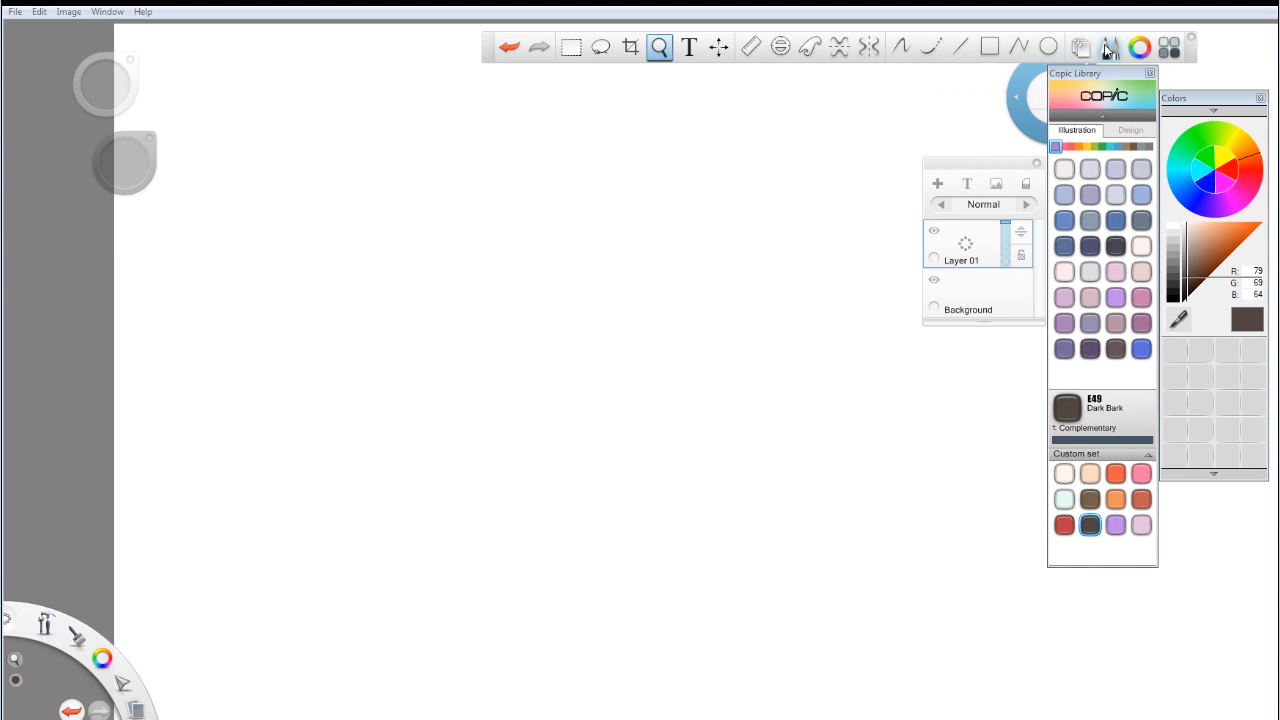 File Edit Image Window Help
T
Copic Library
COPIC
Illustration Design
Colors
T
Normal
Layer 01
Background
R: 79
G: 69
B: 64
E49
Dark Bark
Complementary
Custom set